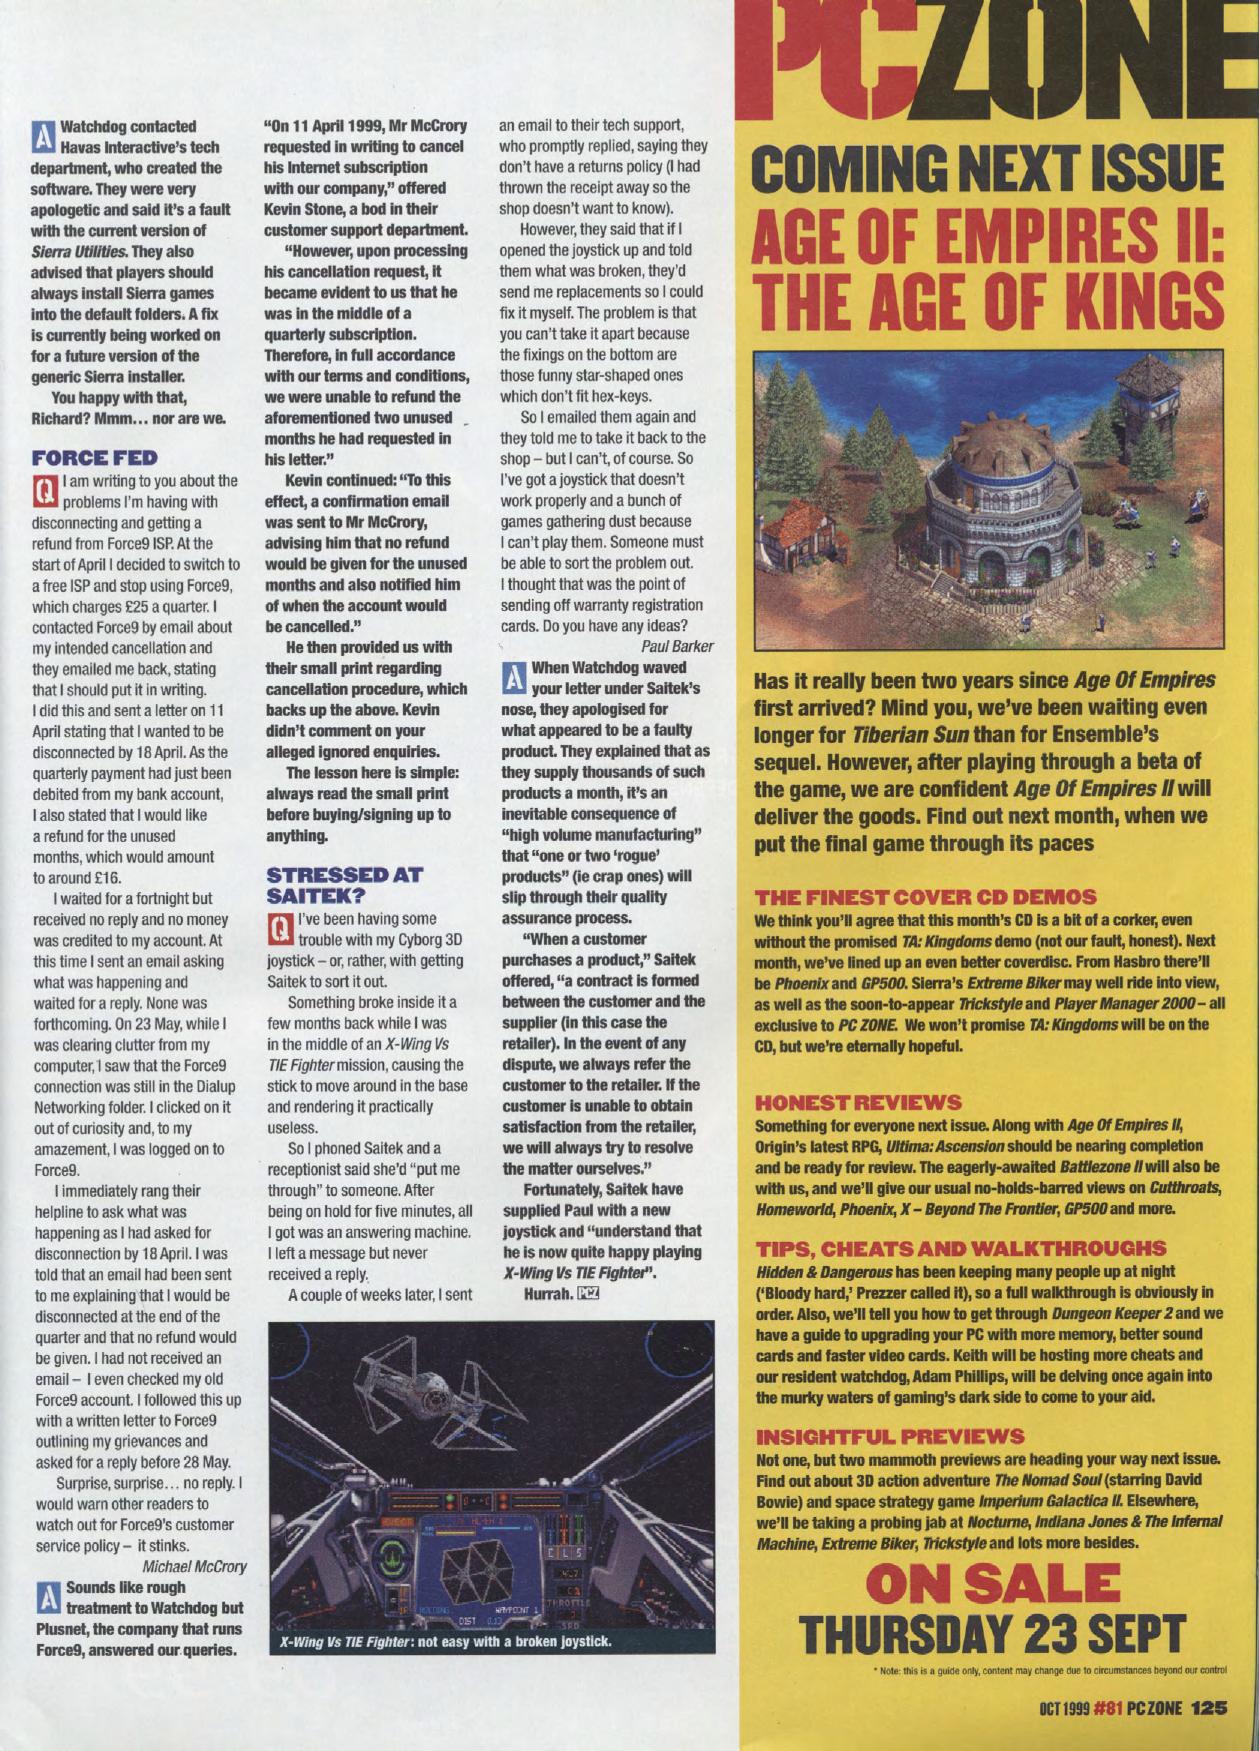 A Watchdog contacted
Havas Interactive's tech
department, who created the
software. They were very
apologetic and said it's a fault
with the current version of
Sierra Utilities. They also
advised that players should
always install Sierra games
into the default folders. A fix
is currently being worked on
for a future version of the
generic Sierra installer.
You happy with that,
Richard? Mmm... nor are we.
FORCE FED
Q I am writing to you about the
problems I'm having with
disconnecting and getting a
refund from Force9 ISP. At the
start of April I decided to switch to
a free ISP and stop using Force9,
which charges £25 a quarter. I
contacted Force9 by email about
my intended cancellation and
they emailed me back, stating
that I should put it in writing.
I did this and sent a letter on 11
April stating that I wanted to be
disconnected by 18 April. As the
quarterly payment had just been
debited from my bank account,
I also stated that I would like
a refund for the unused
months, which would amount
to around £16.
I waited for a fortnight but
received no reply and no money
was credited to my account. At
this time I sent an email asking
what was happening and
waited for a reply. None was
forthcoming. On 23 May, while I
was clearing clutter from my
computer, I saw that the Force9
connection was still in the Dialup
Networking folder. I clicked on it
out of curiosity and, to my
amazement, I was logged on to
Force9.
I immediately rang their
helpline to ask what was
happening as I had asked for
disconnection by 18 April. I was
told that an email had been sent
to me explaining that I would be
disconnected at the end of the
quarter and that no refund would
be given. I had not received an
email – I even checked my old
Force9 account. I followed this up
with a written letter to Force9
outlining my grievances and
asked for a reply before 28 May.
Surprise, surprise... no reply. I
would warn other readers to
watch out for Force9's customer
service policy – it stinks.
Michael McCrory
A Sounds like rough
treatment to Watchdog but
Plusnet, the company that runs
Force9, answered our queries.
"On 11 April 1999, Mr McCrory
requested in writing to cancel
his Internet subscription
with our company," offered
Kevin Stone, a bod in their
customer support department.
"However, upon processing
his cancellation request, it
became evident to us that he
was in the middle of a
quarterly subscription.
Therefore, in full accordance
with our terms and conditions,
we were unable to refund the
aforementioned two unused
months he had requested in
his letter."
Kevin continued: "To this
effect, a confirmation email
was sent to Mr McCrory,
advising him that no refund
would be given for the unused
months and also notified him
of when the account would
be cancelled."
He then provided us with
their small print regarding
cancellation procedure, which
backs up the above. Kevin
didn't comment on your
alleged ignored enquiries.
The lesson here is simple:
always read the small print
before buying/signing up to
anything.
STRESSED AT
SAITEK?
Q I've been having some
trouble with my Cyborg 3D
joystick – or, rather, with getting
Saitek to sort it out.
Something broke inside it a
few months back while I was
in the middle of an X-Wing Vs
TIE Fighter mission, causing the
stick to move around in the base
and rendering it practically
useless.
So I phoned Saitek and a
receptionist said she'd "put me
through" to someone. After
being on hold for five minutes, all
I got was an answering machine.
I left a message but never
received a reply.
A couple of weeks later, I sent
an email to their tech support,
who promptly replied, saying they
don't have a returns policy (I had
thrown the receipt away so the
shop doesn't want to know).
However, they said that if I
opened the joystick up and told
them what was broken, they'd
send me replacements so I could
fix it myself. The problem is that
you can't take it apart because
the fixings on the bottom are
those funny star-shaped ones
which don't fit hex-keys.
So I emailed them again and
they told me to take it back to the
shop – but I can't, of course. So
I've got a joystick that doesn't
work properly and a bunch of
games gathering dust because
I can't play them. Someone must
be able to sort the problem out.
I thought that was the point of
sending off warranty registration
cards. Do you have any ideas?
Paul Barker
A When Watchdog waved
your letter under Saitek's
nose, they apologised for
what appeared to be a faulty
product. They explained that as
they supply thousands of such
products a month, it's an
inevitable consequence of
"high volume manufacturing"
that "one or two 'rogue'
products" (ie crap ones) will
slip through their quality
assurance process.
"When a customer
purchases a product," Saitek
offered, "a contract is formed
between the customer and the
supplier (in this case the
retailer). In the event of any
dispute, we always refer the
customer to the retailer. If the
customer is unable to obtain
satisfaction from the retailer,
we will always try to resolve
the matter ourselves."
Fortunately, Saitek have
supplied Paul with a new
joystick and "understand that
he is now quite happy playing
X-Wing Vs TIE Fighter".
Hurrah. PCZ
ELS
THROTTLE
WAYPOINT 1
DIST
X-Wing Vs TIE Fighter: not easy with a broken joystick.
PCZONE
COMING NEXT ISSUE
AGE OF EMPIRES II:
THE AGE OF KINGS
Has it really been two years since Age Of Empires
first arrived? Mind you, we've been waiting even
longer for Tiberian Sun than for Ensemble's
sequel. However, after playing through a beta of
the game, we are confident Age Of Empires II will
deliver the goods. Find out next month, when we
put the final game through its paces
THE FINEST COVER CD DEMOS
We think you'll agree that this month's CD is a bit of a corker, even
without the promised TA: Kingdoms demo (not our fault, honest). Next
month, we've lined up an even better coverdisc. From Hasbro there'll
be Phoenix and GP500. Sierra's Extreme Biker may well ride into view,
as well as the soon-to-appear Trickstyle and Player Manager 2000 – all
exclusive to PC ZONE. We won't promise TA: Kingdoms will be on the
CD, but we're eternally hopeful.
HONEST REVIEWS
Something for everyone next issue. Along with Age Of Empires II,
Origin's latest RPG, Ultima: Ascension should be nearing completion
and be ready for review. The eagerly-awaited Battlezone II will also be
with us, and we'll give our usual no-holds-barred views on Cutthroats,
Homeworld, Phoenix, X – Beyond The Frontier, GP500 and more.
TIPS, CHEATS AND WALKTHROUGHS
Hidden & Dangerous has been keeping many people up at night
('Bloody hard,' Prezzer called it), so a full walkthrough is obviously in
order. Also, we'll tell you how to get through Dungeon Keeper 2 and we
have a guide to upgrading your PC with more memory, better sound
cards and faster video cards. Keith will be hosting more cheats and
our resident watchdog, Adam Phillips, will be delving once again into
the murky waters of gaming's dark side to come to your aid.
INSIGHTFUL PREVIEWS
Not one, but two mammoth previews are heading your way next issue.
Find out about 3D action adventure The Nomad Soul (starring David
Bowie) and space strategy game Imperium Galactica II. Elsewhere,
we'll be taking a probing jab at Nocturne, Indiana Jones & The Infernal
Machine, Extreme Biker, Trickstyle and lots more besides.
ON SALE
THURSDAY 23 SEPT
* Note: this is a guide only, content may change due to circumstances beyond our control
OCT 1999 #81 PC ZONE 125